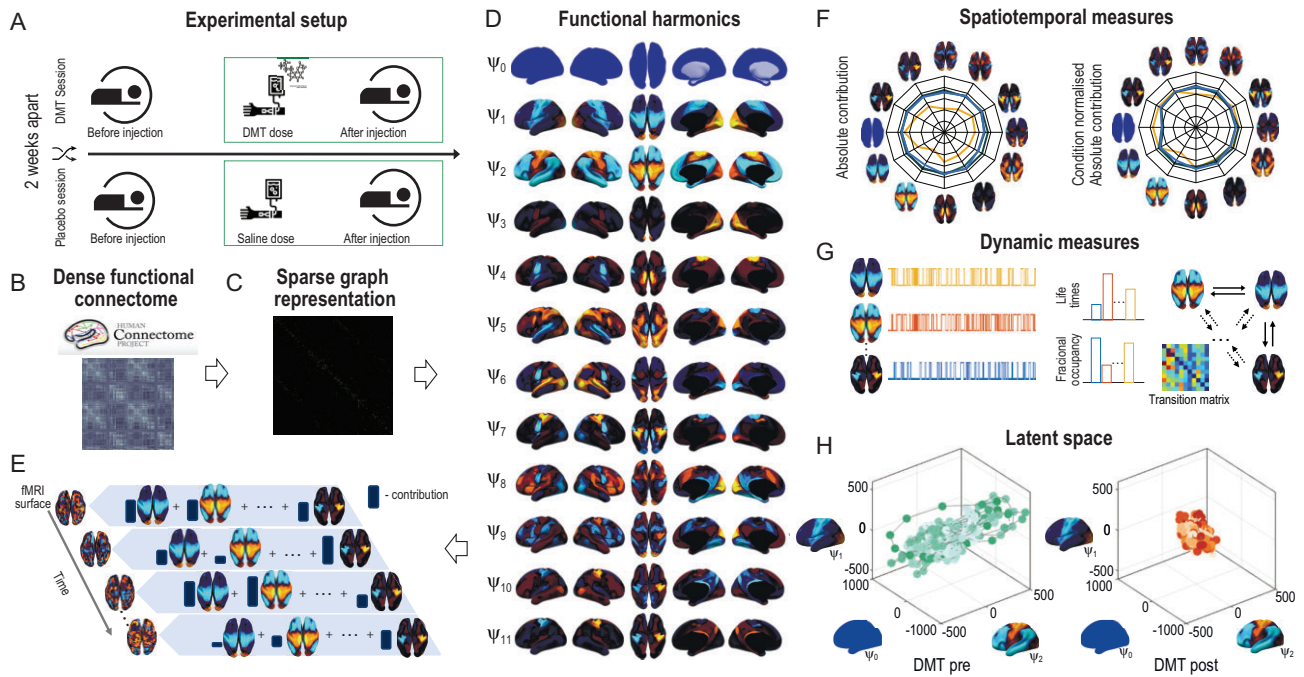 A
Experimental setup
2 weeks apart
DMT Session
Before injection
DMT dose
After injection
Placebo session
Before injection
Saline dose
After injection
B
Dense functional
connectome
HUMAN
Connectome
PROJECT
C
Sparse graph
representation
D
Functional harmonics
Ψ0
Ψ1
Ψ2
Ψ3
Ψ4
Ψ5
Ψ6
Ψ7
Ψ8
Ψ9
Ψ10
Ψ11
E
fMRI
surface
Time
+ + ··· +
- contribution
+ + ··· +
+ + ··· +
+ + ··· +
F
Spatiotemporal measures
Absolute contribution
Condition normalised
Absolute contribution
G
Dynamic measures
Life
times
...
Fracional
occupancy
...
...
Transition matrix
H
Latent space
500
0
-500
1000
0
-1000
-500
0
500
Ψ1
Ψ0
Ψ2
DMT pre
500
0
-500
1000
0
-1000
-500
0
500
Ψ1
Ψ0
Ψ2
DMT post